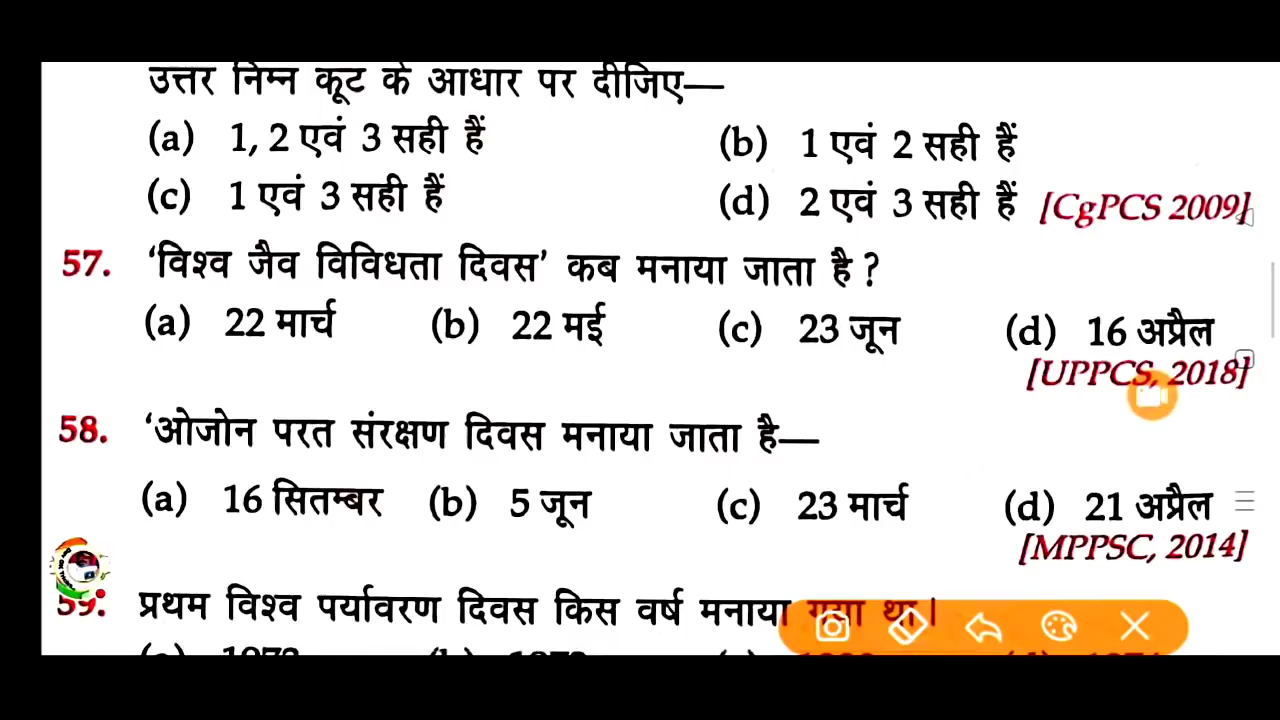 उत्तर निम्न कूट के आधार पर दीजिए—
(a) 1, 2 एवं 3 सही हैं (b) 1 एवं 2 सही हैं
(c) 1 एवं 3 सही हैं (d) 2 एवं 3 सही हैं [CgPCS 2009]
57. ‘विश्व जैव विविधता दिवस’ कब मनाया जाता है ?
(a) 22 मार्च (b) 22 मई (c) 23 जून (d) 16 अप्रैल
[UPPCS, 2018]
58. ‘ओजोन परत संरक्षण दिवस मनाया जाता है—
(a) 16 सितम्बर (b) 5 जून (c) 23 मार्च (d) 21 अप्रैल
[MPPSC, 2014]
59. प्रथम विश्व पर्यावरण दिवस किस वर्ष मनाया गया था।